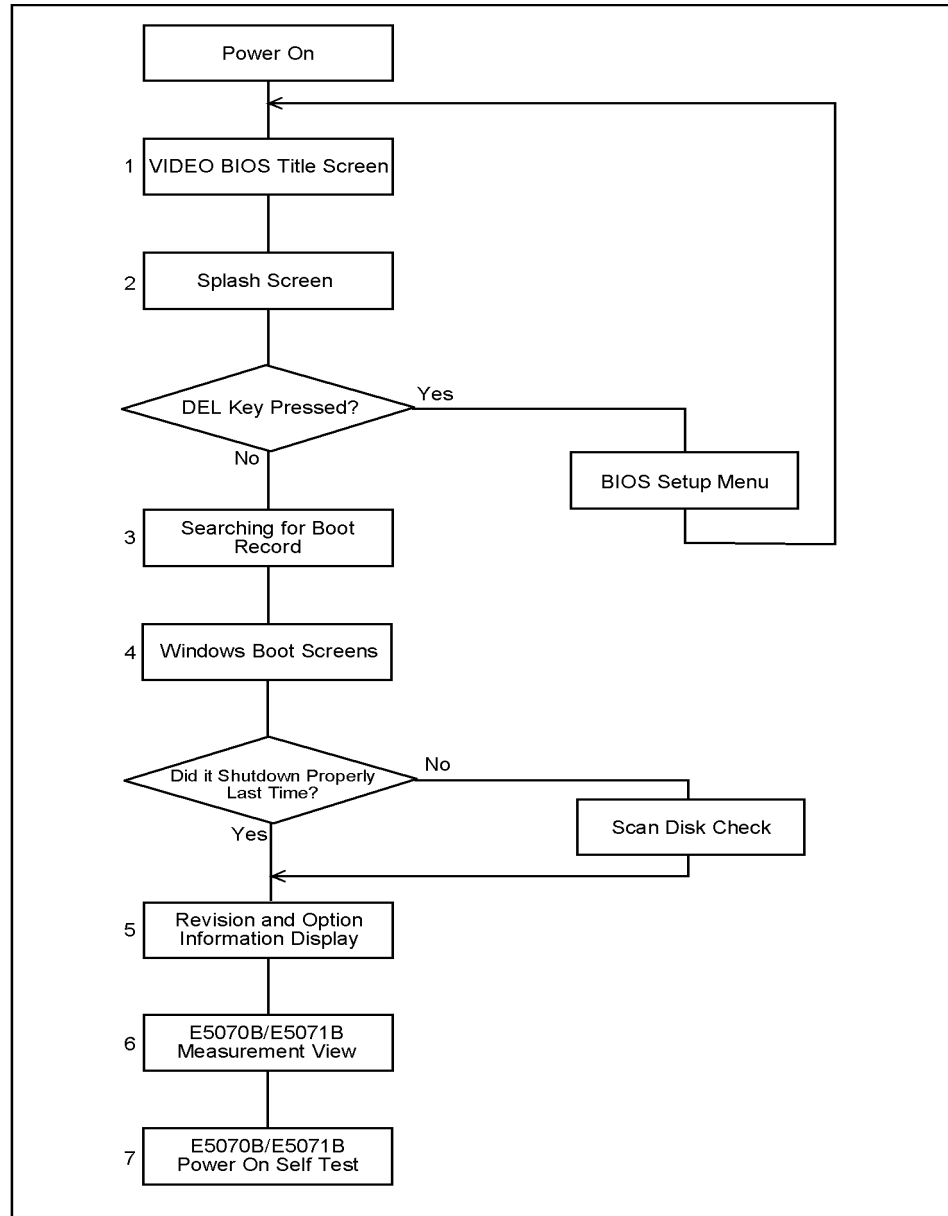 Power On
1 VIDEO BIOS Title Screen
2 Splash Screen
DEL Key Pressed?
Yes
No
BIOS Setup Menu
3 Searching for Boot
Record
4 Windows Boot Screens
Did it Shutdown Properly
Last Time?
No
Yes
Scan Disk Check
5 Revision and Option
Information Display
6 E5070B/E5071B
Measurement View
7 E5070B/E5071B
Power On Self Test